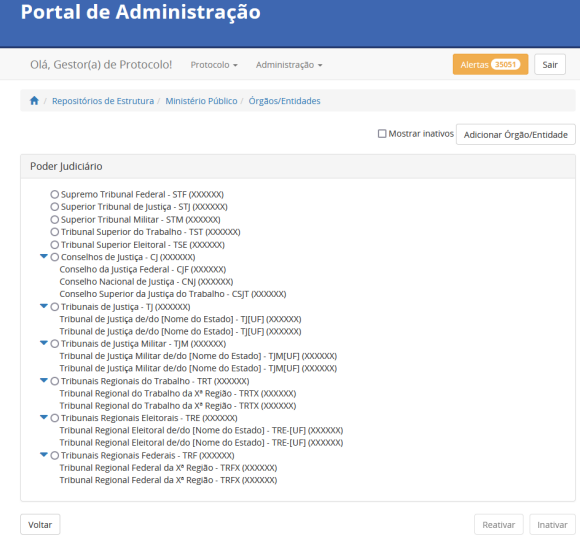 Portal de Administração
Olá, Gestor(a) de Protocolo! Protocolo Administração Alertas 35051 Sair
/ Repositórios de Estrutura / Ministério Público / Órgãos/Entidades
Mostrar inativos Adicionar Órgão/Entidade
Poder Judiciário
Supremo Tribunal Federal - STF (XXXXXX)
Superior Tribunal de Justiça - STJ (XXXXXX)
Superior Tribunal Militar - STM (XXXXXX)
Tribunal Superior do Trabalho - TST (XXXXXX)
Tribunal Superior Eleitoral - TSE (XXXXXX)
Conselhos de Justiça - CJ (XXXXXX)
Conselho da Justiça Federal - CJF (XXXXXX)
Conselho Nacional de Justiça - CNJ (XXXXXX)
Conselho Superior da Justiça do Trabalho - CSJT (XXXXXX)
Tribunais de Justiça - TJ (XXXXXX)
Tribunal de Justiça de/do [Nome do Estado] - TJ[UF] (XXXXXX)
Tribunal de Justiça de/do [Nome do Estado] - TJ[UF] (XXXXXX)
Tribunais de Justiça Militar - TJM (XXXXXX)
Tribunal de Justiça Militar de/do [Nome do Estado] - TJM[UF] (XXXXXX)
Tribunal de Justiça Militar de/do [Nome do Estado] - TJM[UF] (XXXXXX)
Tribunais Regionais do Trabalho - TRT (XXXXXX)
Tribunal Regional do Trabalho da Xª Região - TRTX (XXXXXX)
Tribunal Regional do Trabalho da Xª Região - TRTX (XXXXXX)
Tribunais Regionais Eleitorais - TRE (XXXXXX)
Tribunal Regional Eleitoral de/do [Nome do Estado] - TRE-[UF] (XXXXXX)
Tribunal Regional Eleitoral de/do [Nome do Estado] - TRE-[UF] (XXXXXX)
Tribunais Regionais Federais - TRF (XXXXXX)
Tribunal Regional Federal da Xª Região - TRFX (XXXXXX)
Tribunal Regional Federal da Xª Região - TRFX (XXXXXX)
Voltar Reativar Inativar